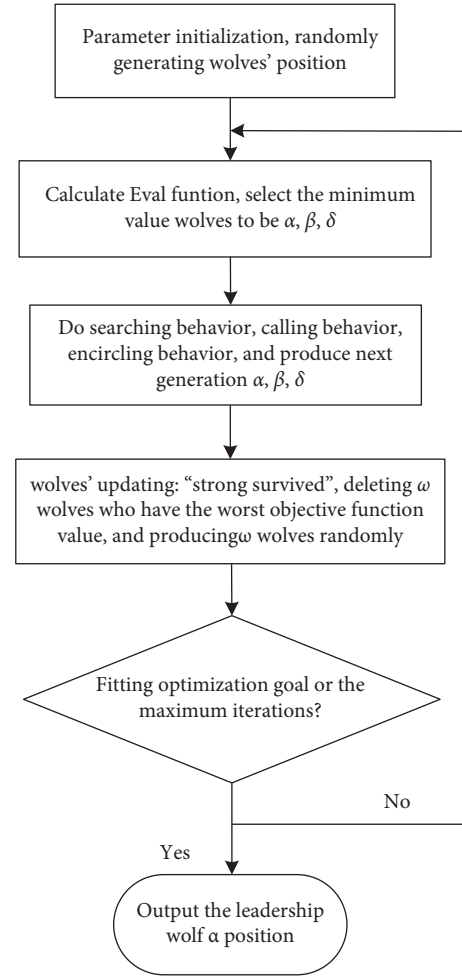 Parameter initialization, randomly
generating wolves' position
Calculate Eval funtion, select the minimum
value wolves to be α, β, δ
Do searching behavior, calling behavior,
encircling behavior, and produce next
generation α, β, δ
wolves' updating: “strong survived”, deleting ω
wolves who have the worst objective function
value, and producingω wolves randomly
Fitting optimization goal or the
maximum iterations?
No
Yes
Output the leadership
wolf α position